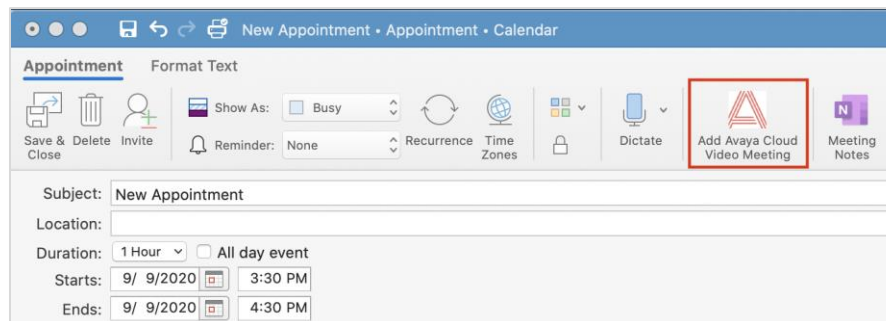 New Appointment • Appointment • Calendar
Appointment Format Text
Save & Close
Delete
Invite
Show As: Busy
Reminder: None
Recurrence
Time Zones
Dictate
Add Avaya Cloud Video Meeting
N
Meeting Notes
Subject: New Appointment
Location:
Duration: 1 Hour All day event
Starts: 9/ 9/2020 3:30 PM
Ends: 9/ 9/2020 4:30 PM